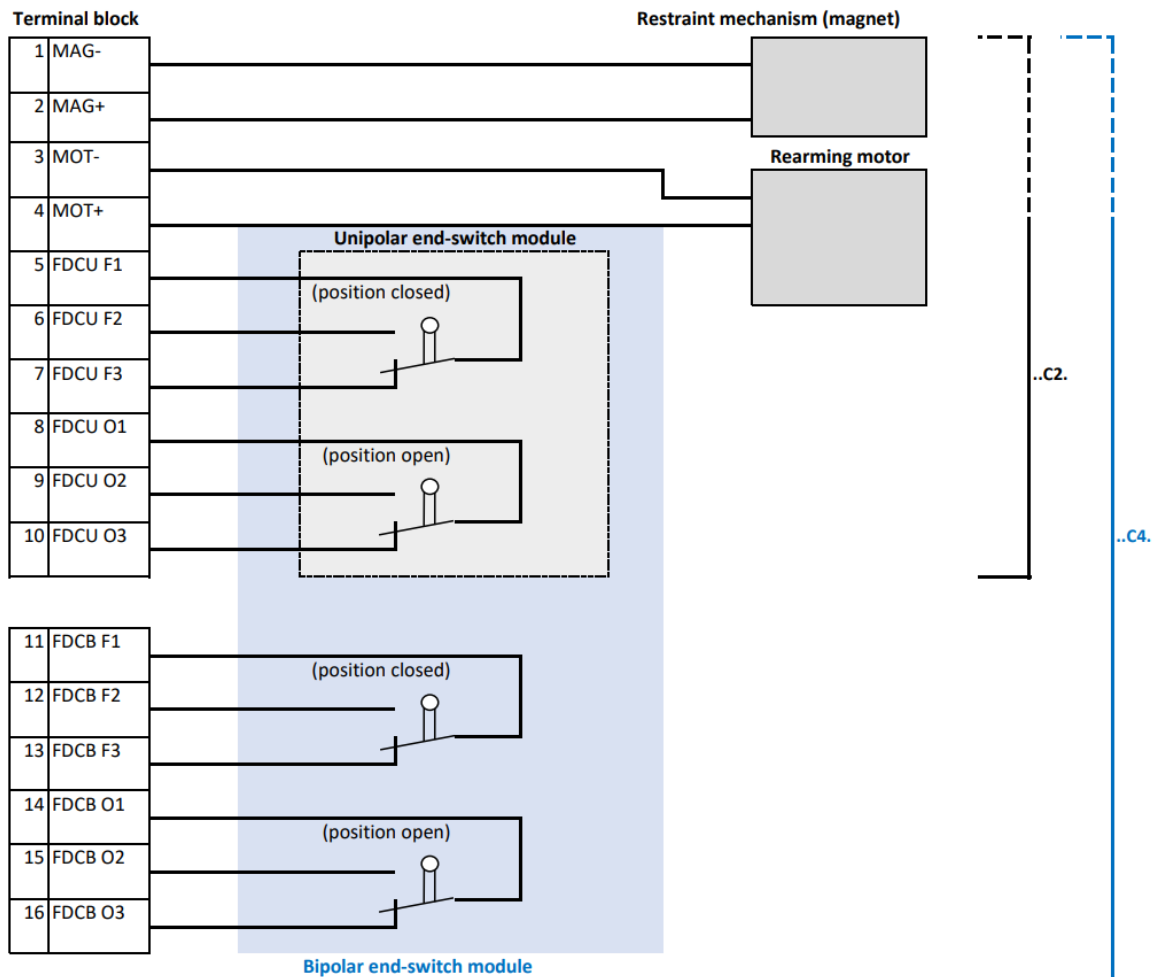 Terminal block
Restraint mechanism (magnet)
1 MAG-
2 MAG+
3 MOT-
Rearming motor
4 MOT+
Unipolar end-switch module
5 FDCU F1
(position closed)
6 FDCU F2
7 FDCU F3
..C2.
8 FDCU O1
(position open)
9 FDCU O2
10 FDCU O3
..C4.
11 FDCB F1
(position closed)
12 FDCB F2
13 FDCB F3
14 FDCB O1
(position open)
15 FDCB O2
16 FDCB O3
Bipolar end-switch module